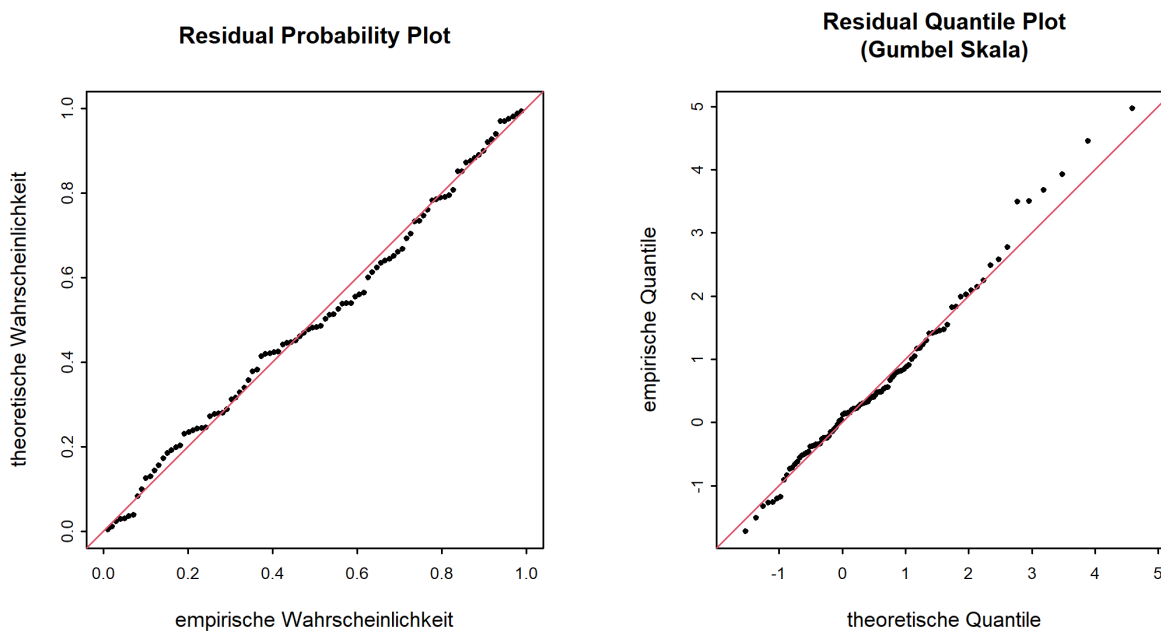 Residual Probability Plot
theoretische Wahrscheinlichkeit
0.0 0.2 0.4 0.6 0.8 1.0
0.0 0.2 0.4 0.6 0.8 1.0
empirische Wahrscheinlichkeit
Residual Quantile Plot
(Gumbel Skala)
empirische Quantile
-1 0 1 2 3 4 5
-1 0 1 2 3 4 5
theoretische Quantile